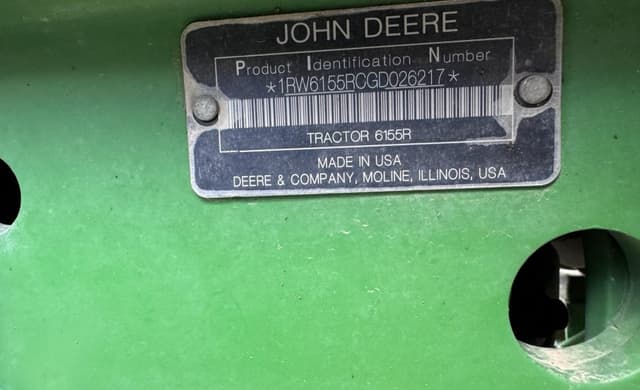 JOHN DEERE
Product Identification Number
*1RW6155RCGD026217*
TRACTOR 6155R
MADE IN USA
DEERE & COMPANY, MOLINE, ILLINOIS, USA